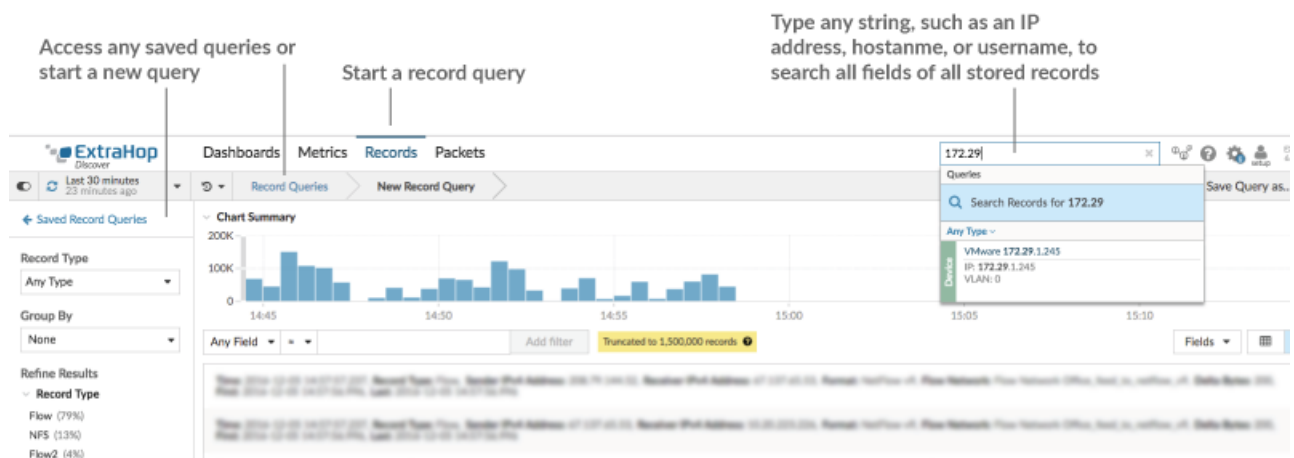 Access any saved queries or
start a new query
Start a record query
Type any string, such as an IP
address, hostanme, or username, to
search all fields of all stored records
ExtraHop
Discover
Dashboards Metrics Records Packets
172.29
setup
Last 30 minutes
23 minutes ago
Record Queries
New Record Query
Queries
Save Query as...
Search Records for 172.29
Saved Record Queries
Chart Summary
Any Type
VMware 172.29.1.245
IP: 172.29.1.245
VLAN: 0
Device
200K
100K
0
14:45 14:50 14:55 15:00 15:05 15:10
Record Type
Any Type
Group By
None
Any Field = Add filter Truncated to 1,500,000 records Fields
Refine Results
Record Type
Flow (79%)
NFS (13%)
Flow2 (4%)